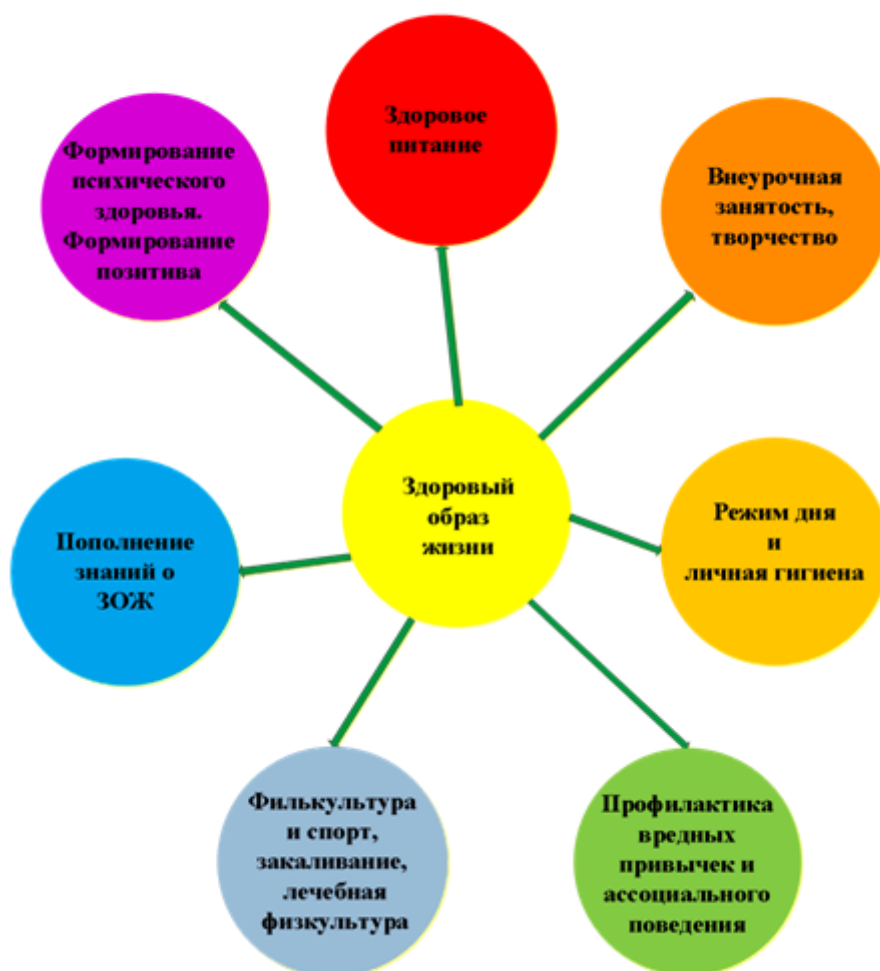 Здоровое
питание
Формирование
психического
здоровья.
Формирование
позитива
Внеурочная
занятость,
творчество
Здоровый
образ
жизни
Режим дня
и
личная гигиена
Пополнение
знаний о
ЗОЖ
Филькультура
и спорт,
закаливание,
лечебная
физкультура
Профилактика
вредных
привычек и
ассоциального
поведения